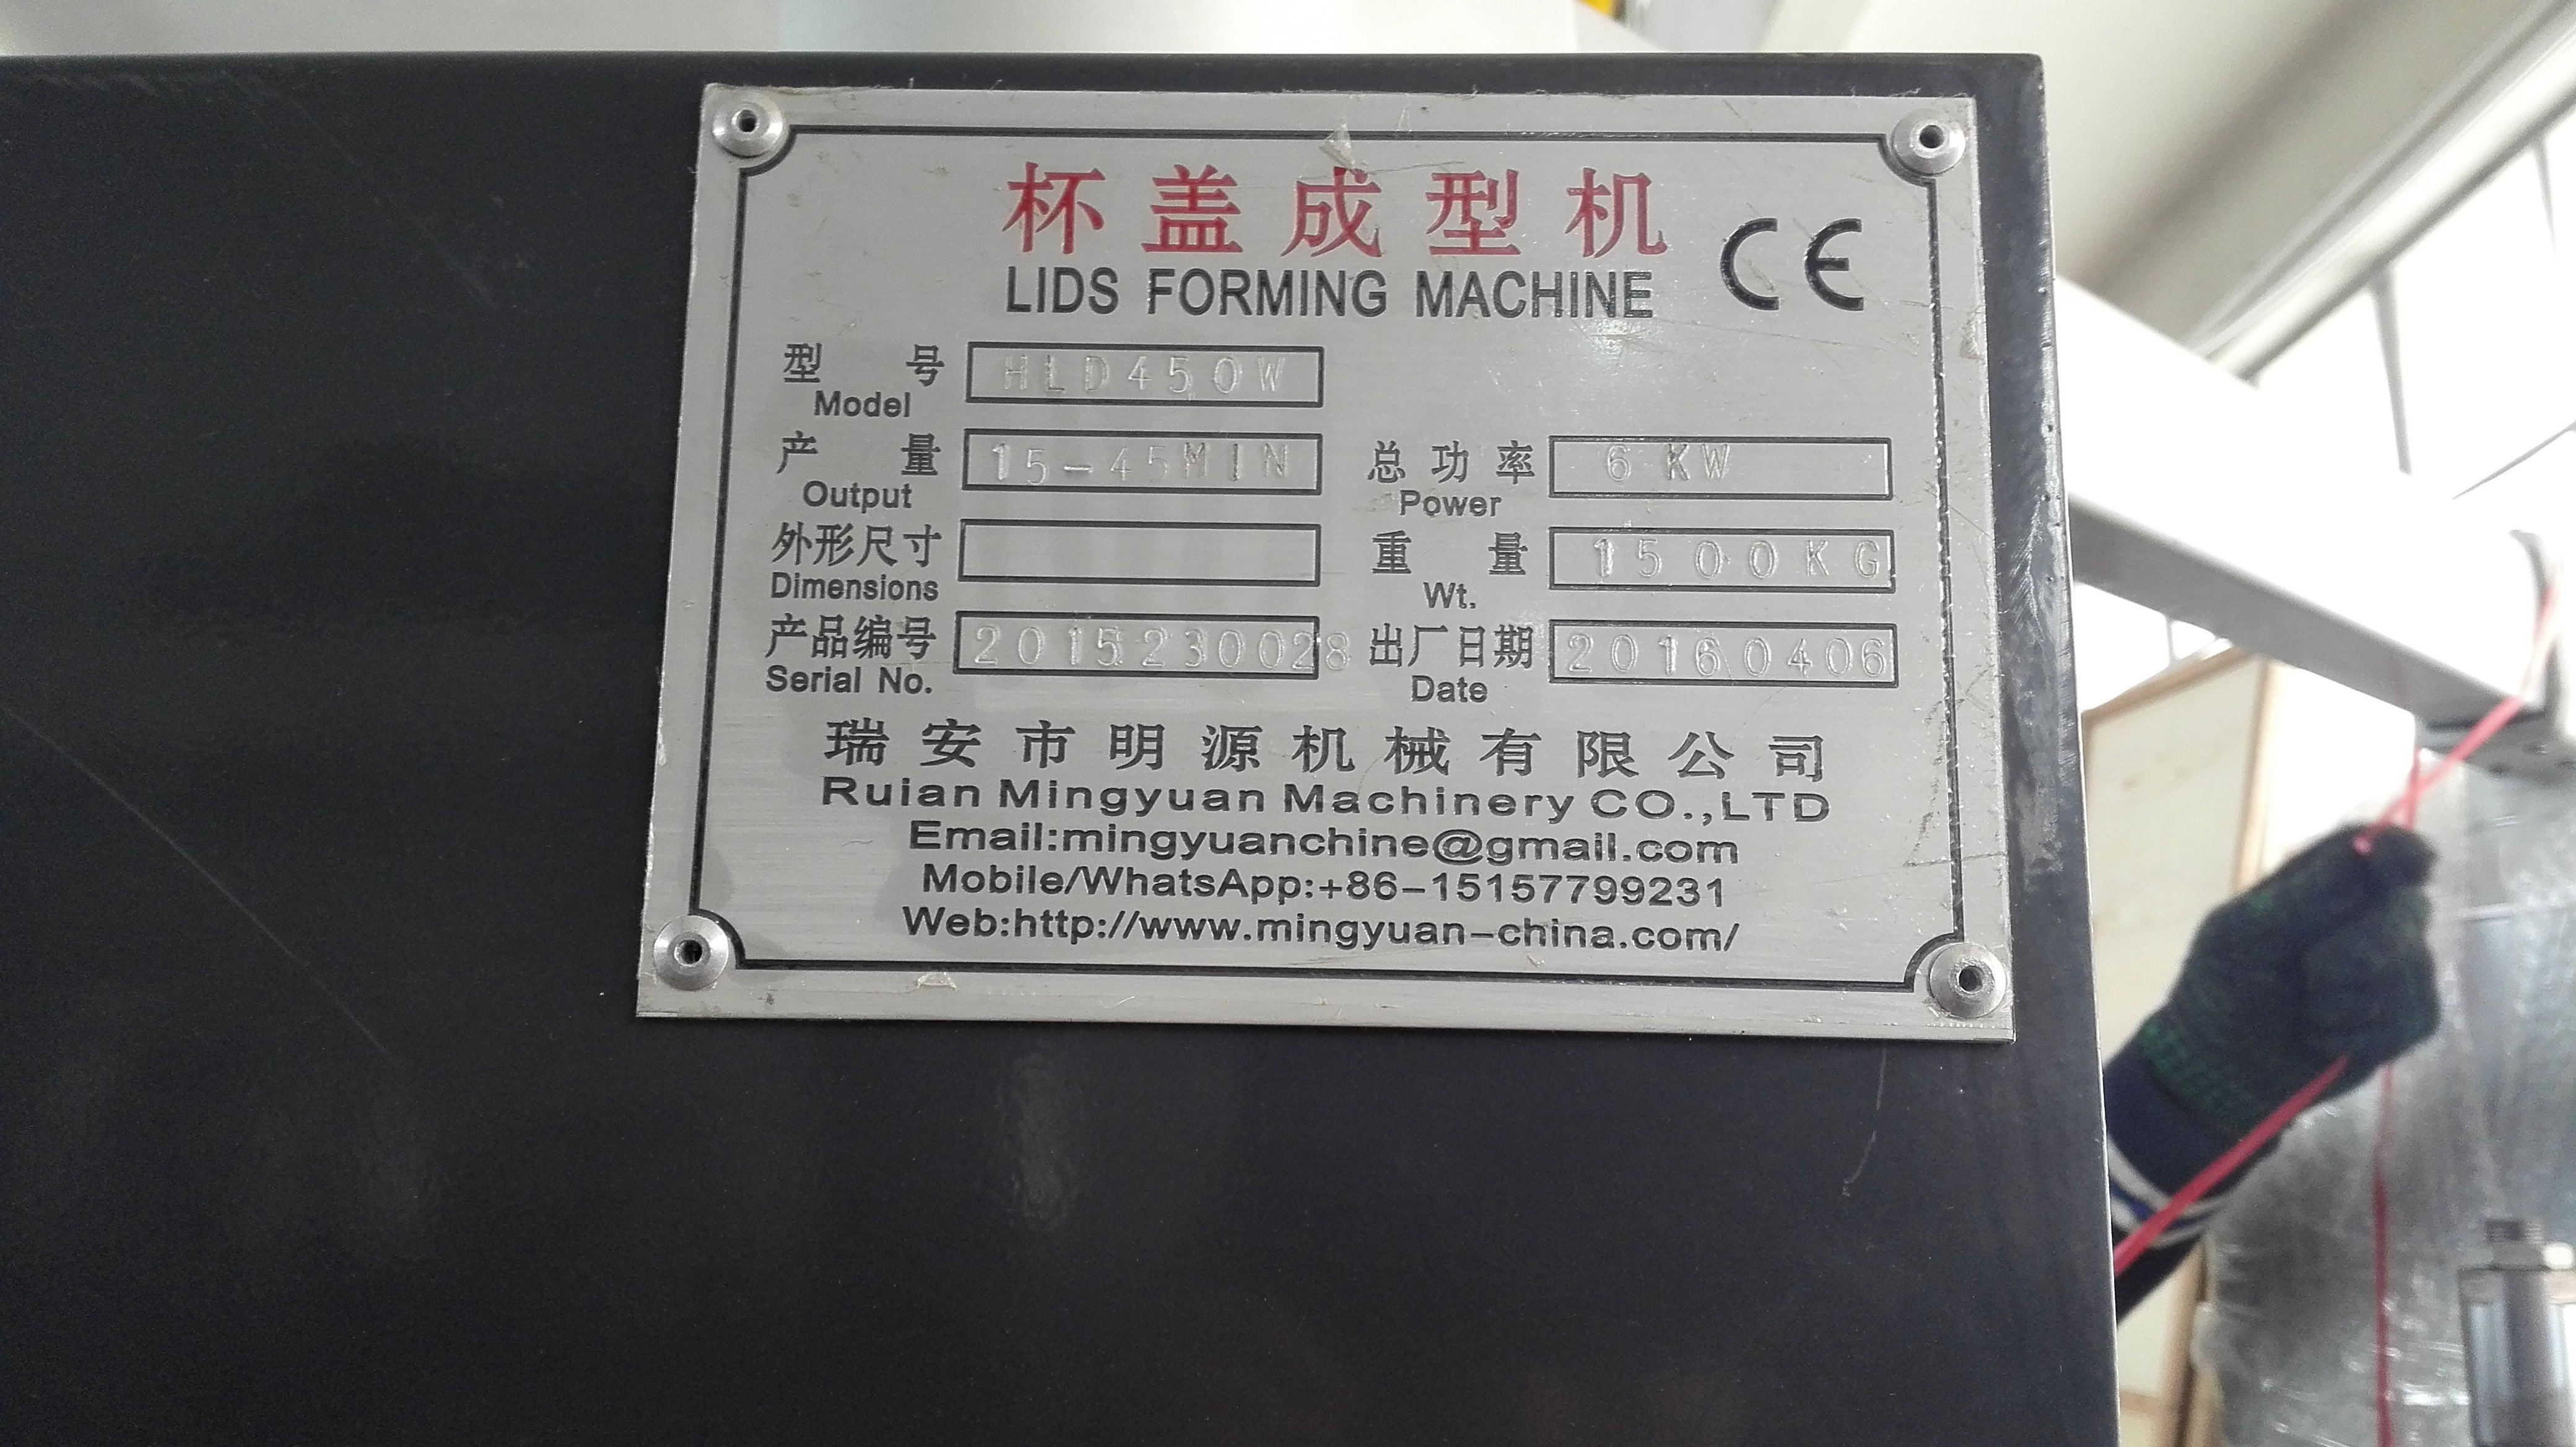 杯盖成型机
LIDS FORMING MACHINE CE
型号 HLD450W
Model
产量 15-45MIN 总功率 6 KW
Output Power
外形尺寸 重量 1500KG
Dimensions Wt.
产品编号 2015230028 出厂日期 20160406
Serial No. Date
瑞安市明源机械有限公司
Ruian Mingyuan Machinery CO.,LTD
Email:mingyuanchine@gmail.com
Mobile/WhatsApp:+86-15157799231
Web:http://www.mingyuan-china.com/